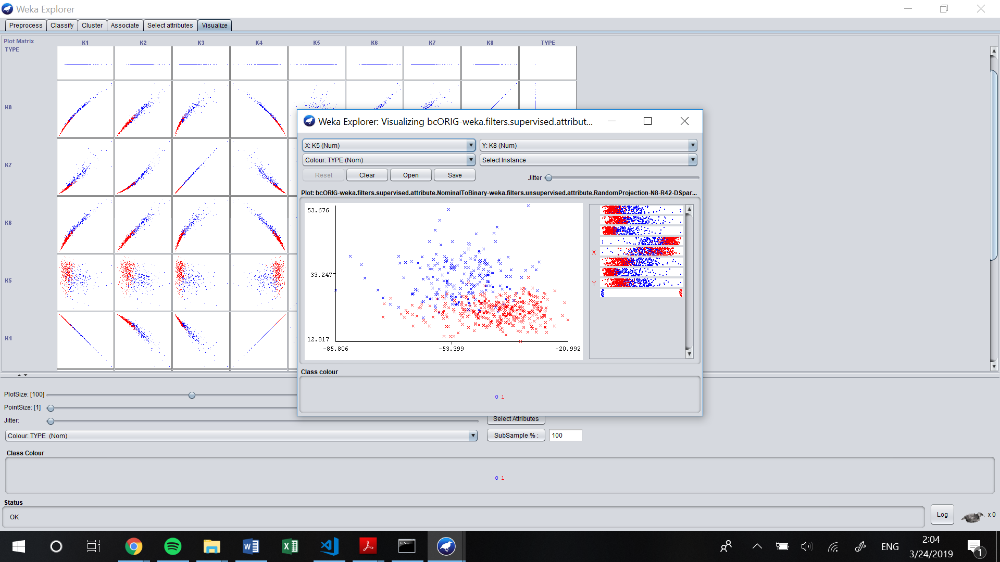 Weka Explorer
Preprocess Classify Cluster Associate Select attributes Visualize
Plot Matrix K1 K2 K3 K4 K5 K6 K7 K8 TYPE
TYPE
K8
K7
K6
K5
K4
Weka Explorer: Visualizing bcORIG-weka.filters.supervised.attribut...
X: K5 (Num) Y: K8 (Num)
Colour: TYPE (Nom) Select Instance
Reset Clear Open Save Jitter
Plot: bcORIG-weka.filters.supervised.attribute.NominalToBinary-weka.filters.unsupervised.attribute.RandomProjection-N8-R42-DSpar...
53.676
33.247
12.817
-85.806 -53.399 -20.992
X
Y
Class colour
0 1
PlotSize: [100]
PointSize: [1]
Jitter:
Select Attributes
Colour: TYPE (Nom) SubSample % : 100
Class Colour
0 1
Status
OK
Log x 0
ENG
2:04
3/24/2019
1